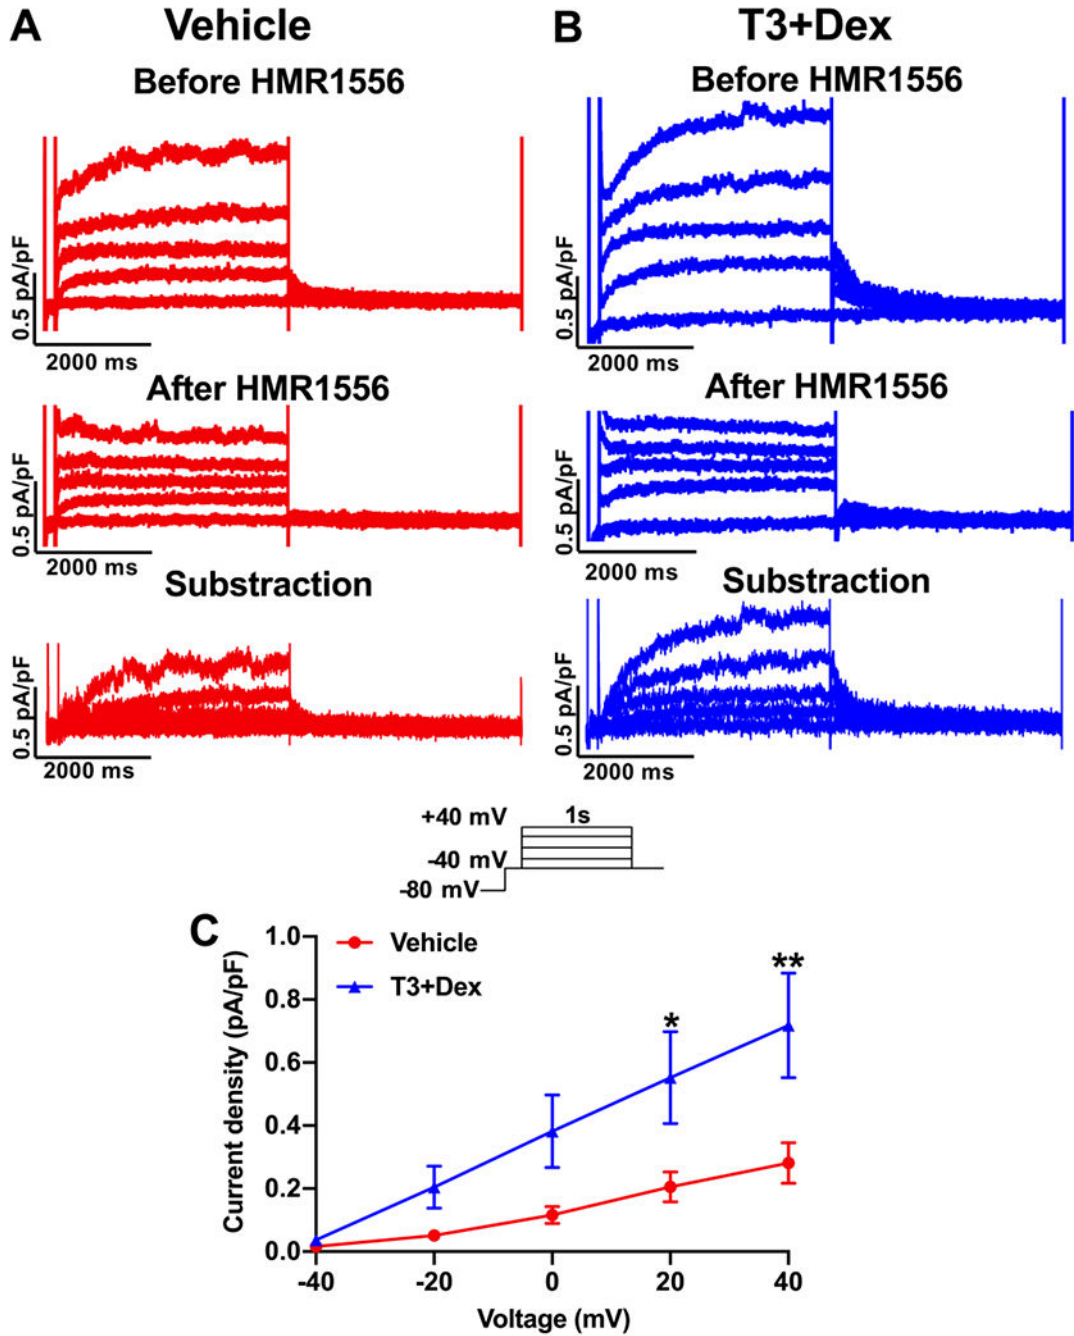 A Vehicle
B T3+Dex
Before HMR1556
Before HMR1556
0.5 pA/pF
2000 ms
0.5 pA/pF
2000 ms
After HMR1556
After HMR1556
0.5 pA/pF
2000 ms
0.5 pA/pF
2000 ms
Substraction
Substraction
0.5 pA/pF
2000 ms
0.5 pA/pF
2000 ms
+40 mV
1s
-40 mV
-80 mV
C
Vehicle
T3+Dex
*
**
Current density (pA/pF)
1.0
0.8
0.6
0.4
0.2
0.0
-40 -20 0 20 40
Voltage (mV)